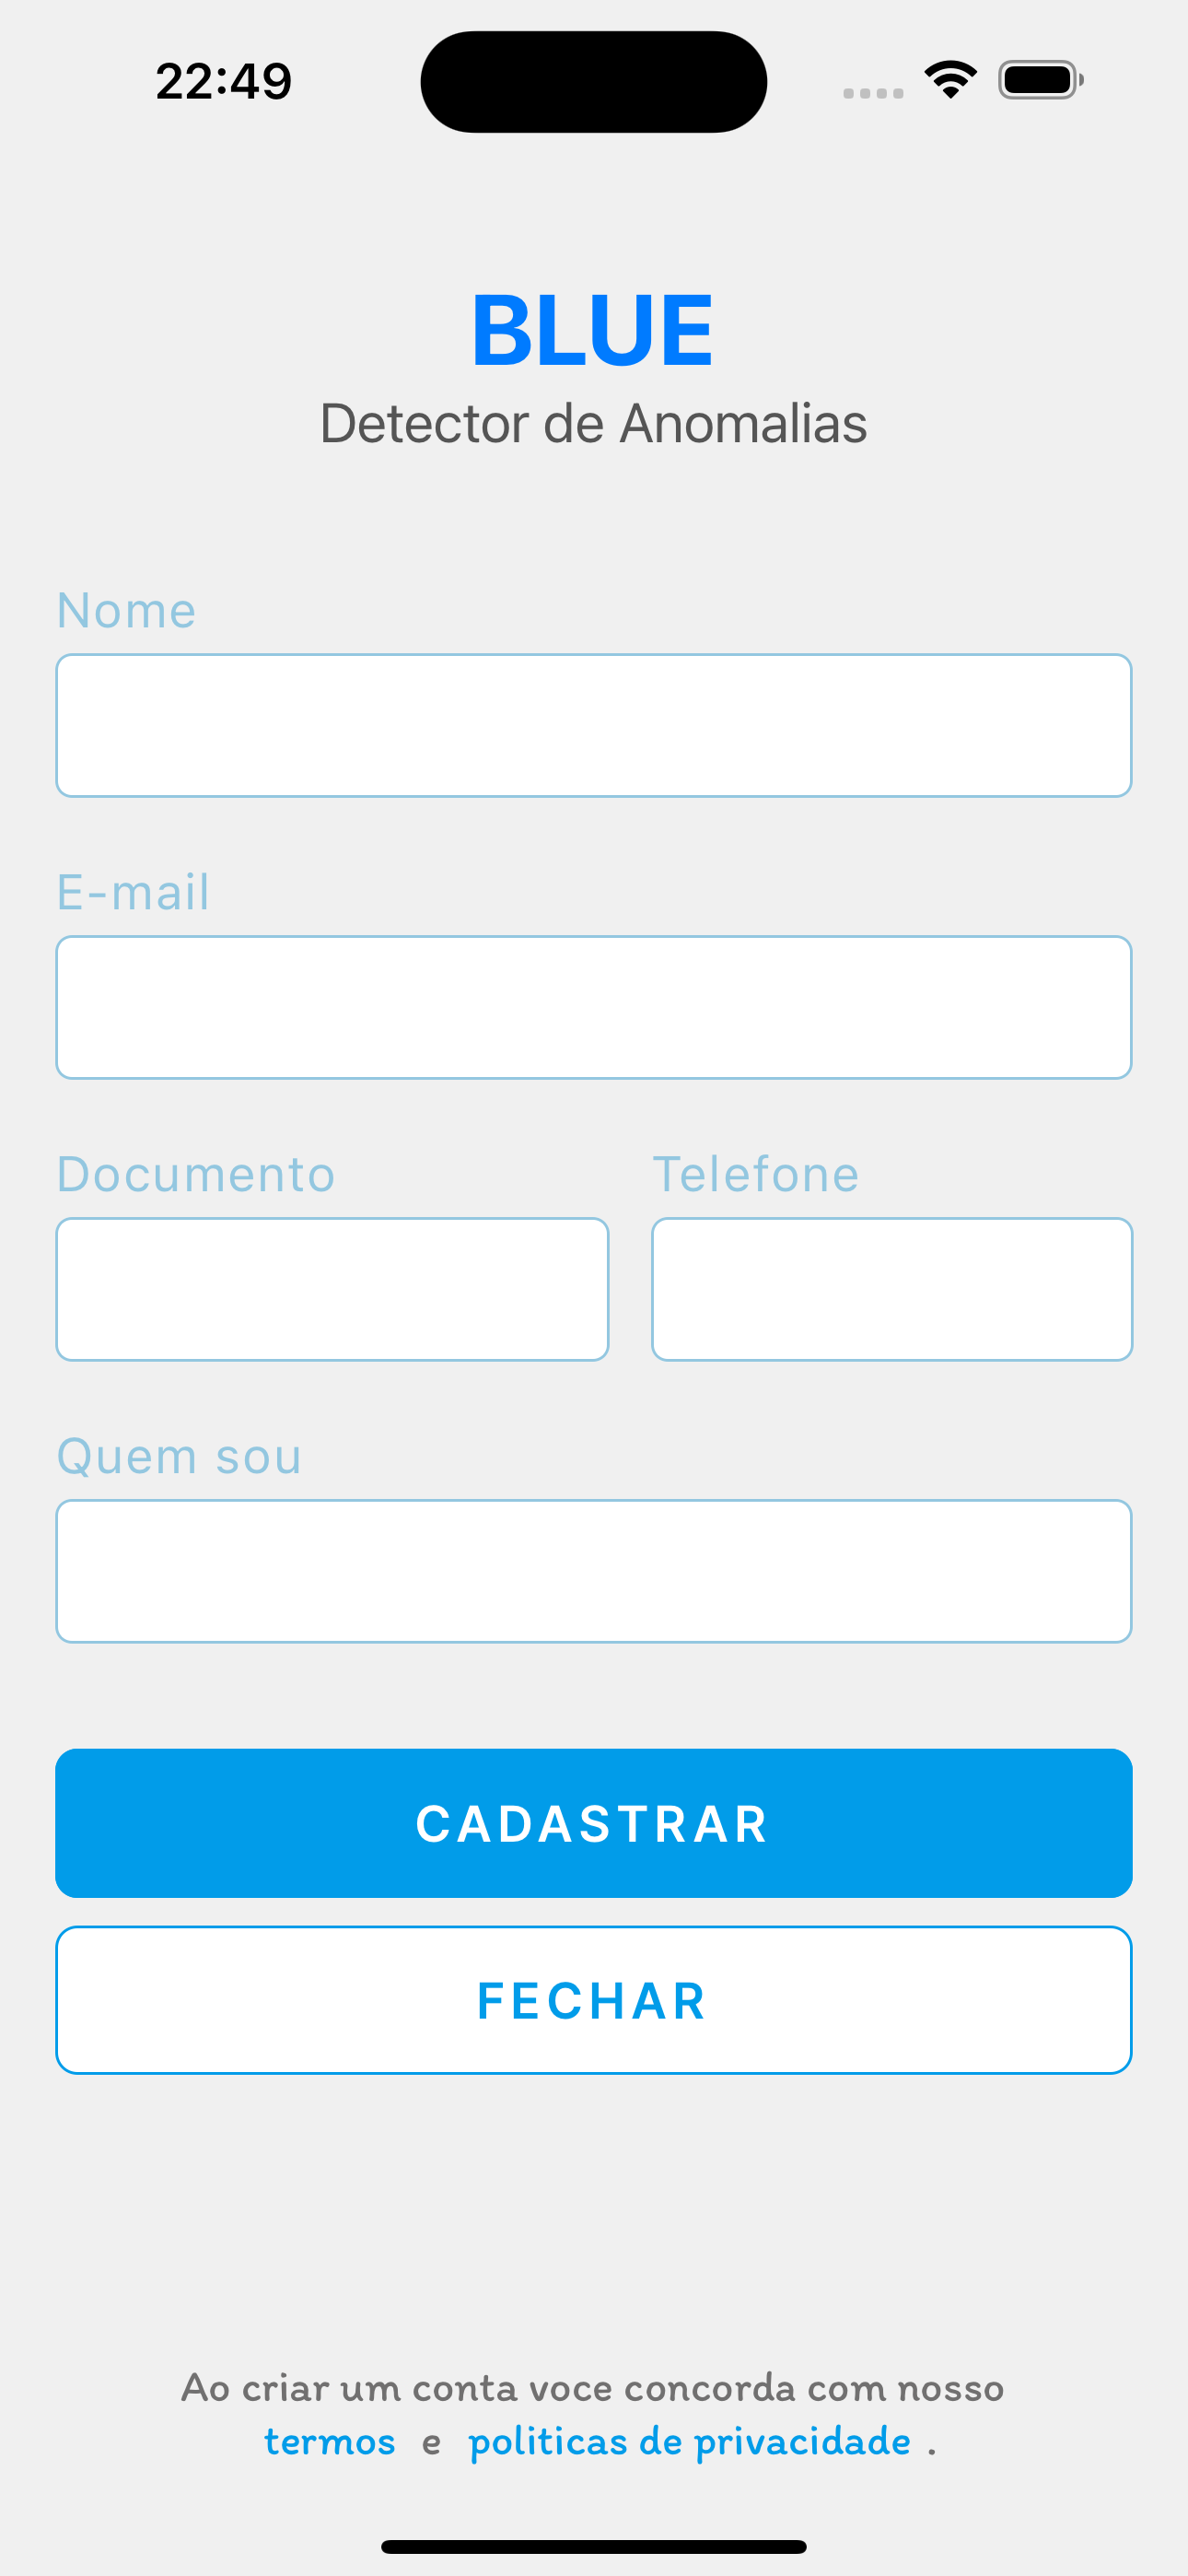 22:49
BLUE
Detector de Anomalias
Nome
E-mail
Documento Telefone
Quem sou
CADASTRAR
FECHAR
Ao criar um conta voce concorda com nosso
termos e politicas de privacidade .